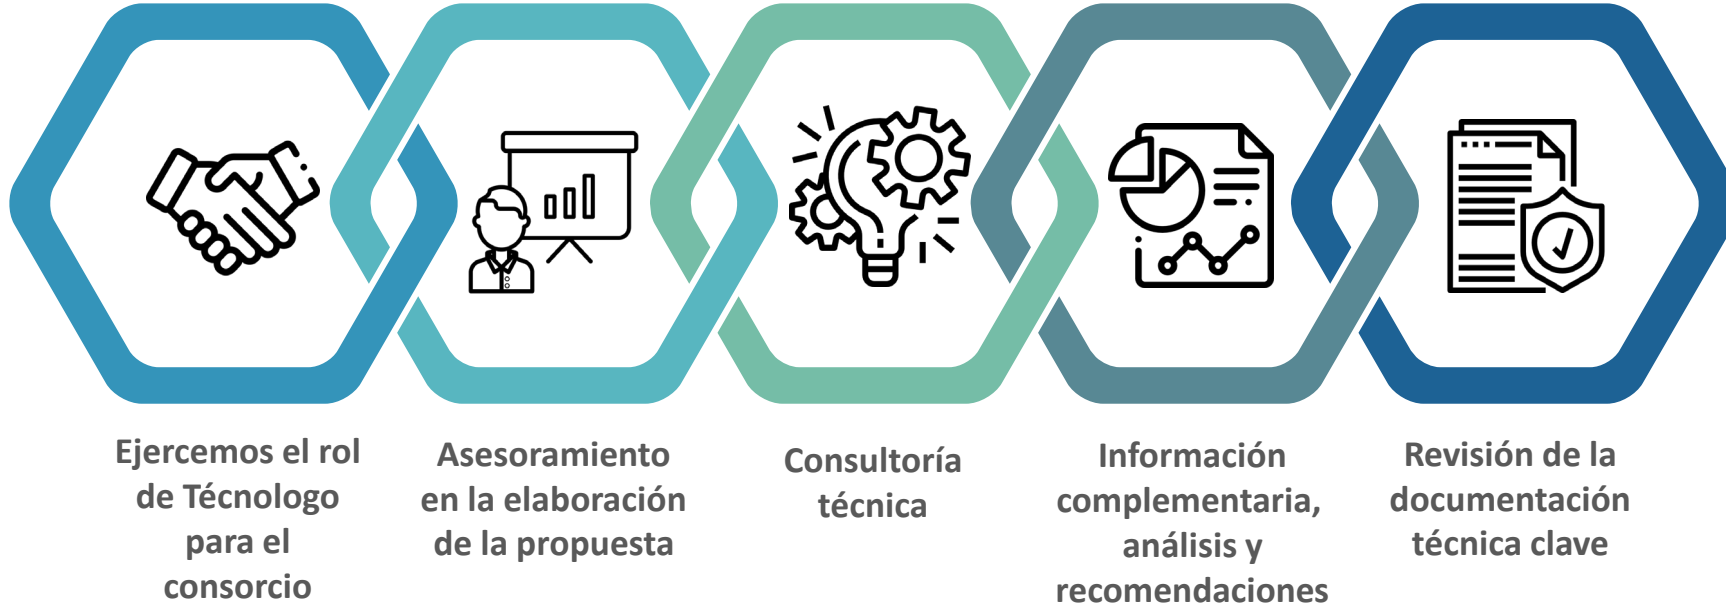 Ejercemos el rol
de Técnologo
para el
consorcio
Asesoramiento
en la elaboración
de la propuesta
Consultoría
técnica
Información
complementaria,
análisis y
recomendaciones
Revisión de la
documentación
técnica clave